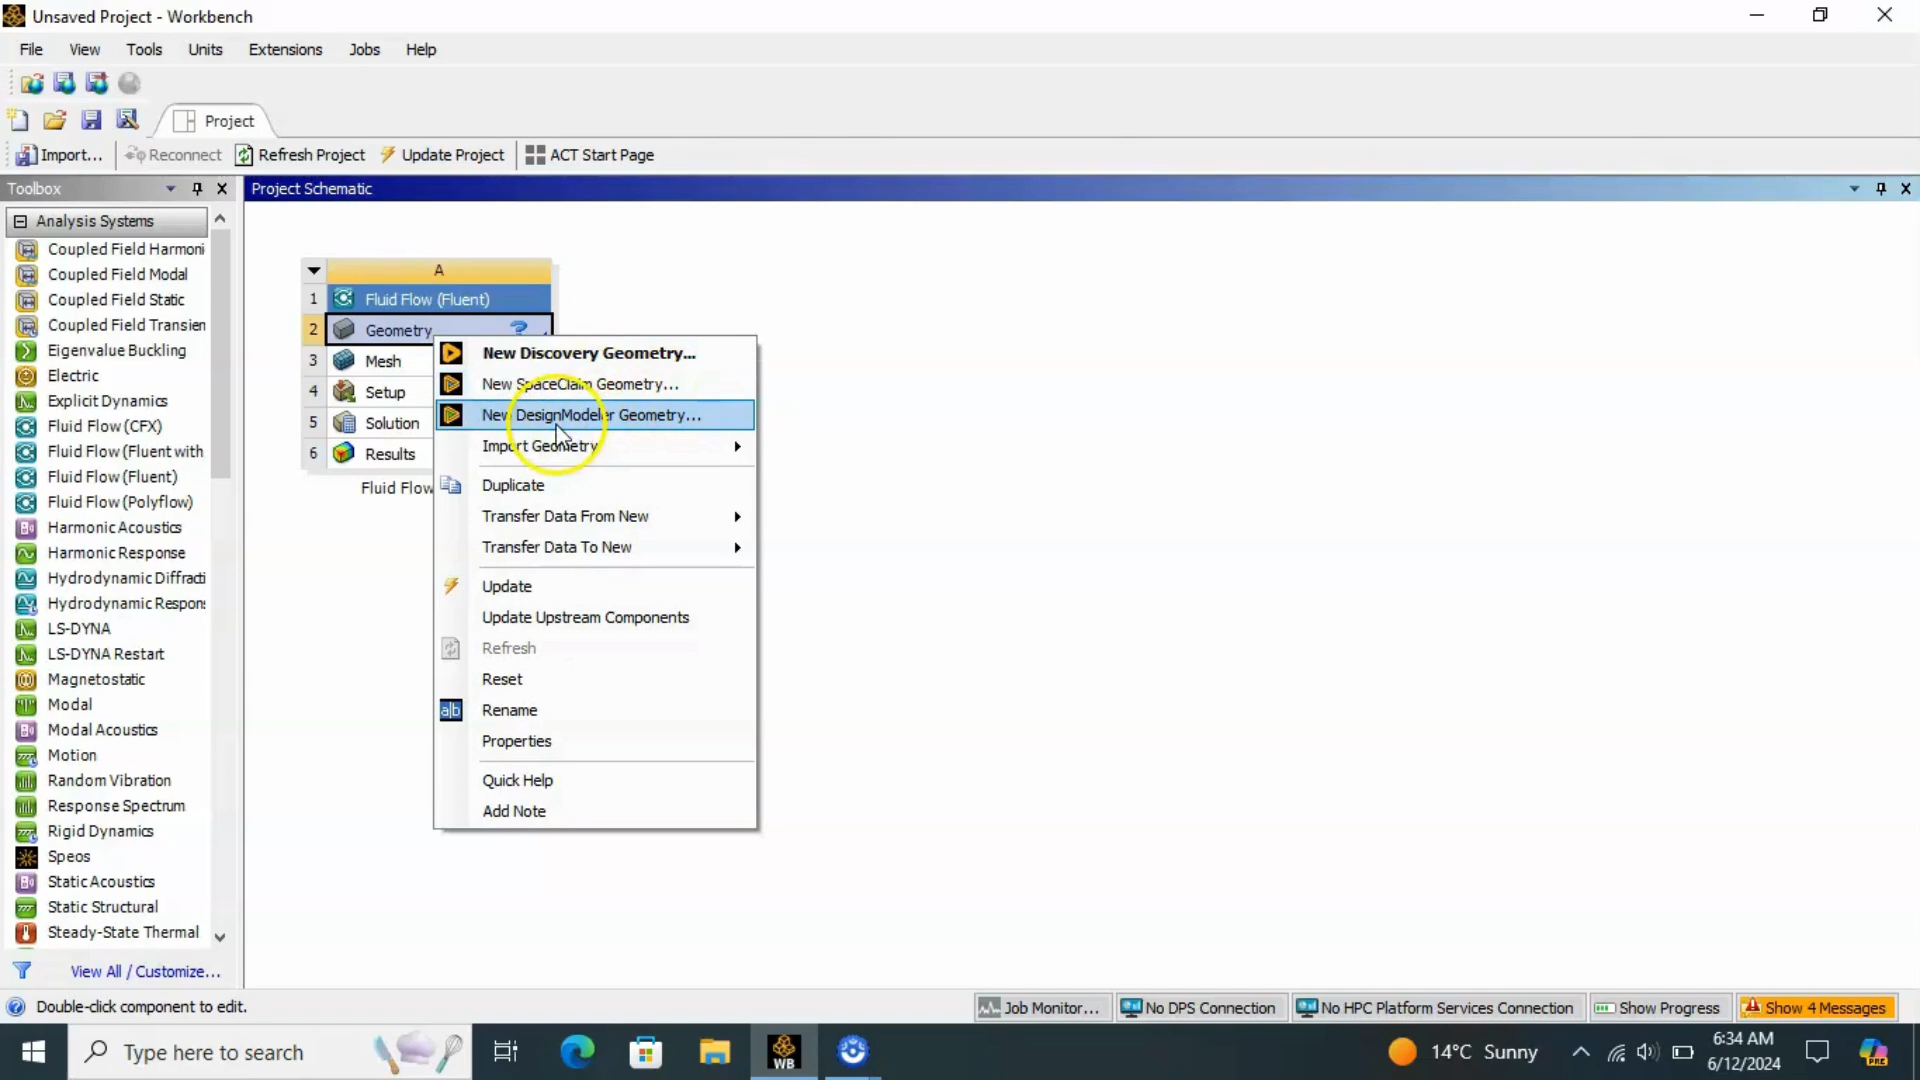 Unsaved Project - Workbench
File View Tools Units Extensions Jobs Help
Project
Import... Reconnect Refresh Project Update Project ACT Start Page
Toolbox
Project Schematic
Analysis Systems
Coupled Field Harmoni
Coupled Field Modal
Coupled Field Static
Coupled Field Transien
Eigenvalue Buckling
Electric
Explicit Dynamics
Fluid Flow (CFX)
Fluid Flow (Fluent with
Fluid Flow (Fluent)
Fluid Flow (Polyflow)
Harmonic Acoustics
Harmonic Response
Hydrodynamic Diffracti
Hydrodynamic Respon
LS-DYNA
LS-DYNA Restart
Magnetostatic
Modal
Modal Acoustics
Motion
Random Vibration
Response Spectrum
Rigid Dynamics
Speos
Static Acoustics
Static Structural
Steady-State Thermal
View All / Customize...
A
1 Fluid Flow (Fluent)
2 Geometry ?
3 Mesh
4 Setup
5 Solution
6 Results
Fluid Flow
New Discovery Geometry...
New SpaceClaim Geometry...
New DesignModeler Geometry...
Import Geometry
Duplicate
Transfer Data From New
Transfer Data To New
Update
Update Upstream Components
Refresh
Reset
a|b Rename
Properties
Quick Help
Add Note
Double-click component to edit.
Job Monitor... No DPS Connection No HPC Platform Services Connection Show Progress Show 4 Messages
Type here to search
WB
14°C Sunny
6:34 AM
6/12/2024
PRE